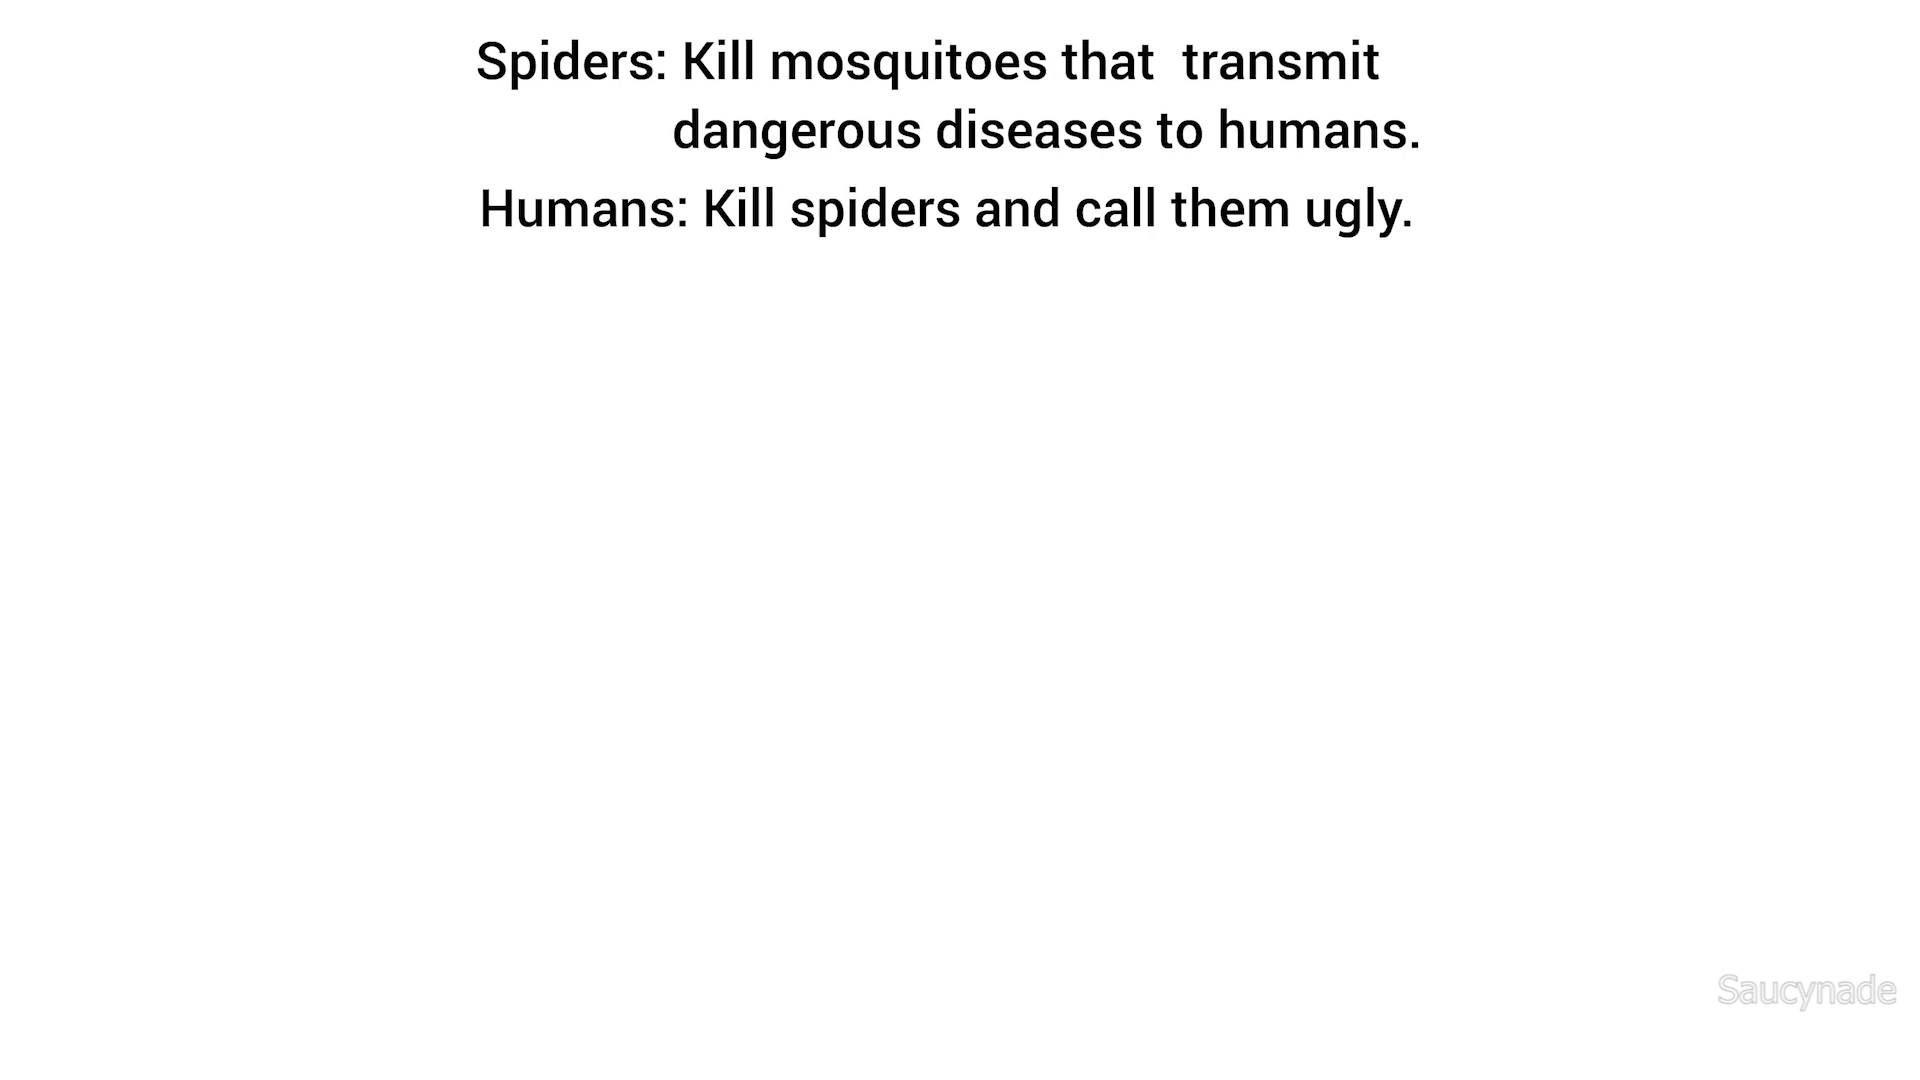 Spiders: Kill mosquitoes that  transmit
dangerous diseases to humans.
Humans: Kill spiders and call them ugly.
Saucynade